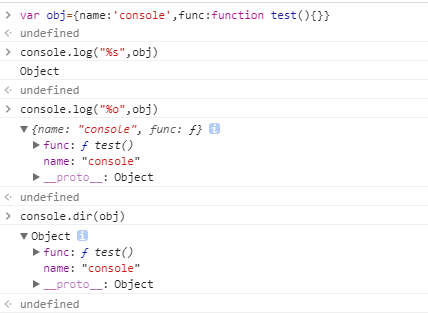 var obj={name:'console',func:function test(){}}
undefined
console.log("%s",obj)
Object
undefined
console.log("%o",obj)
{name: "console", func: ƒ}
func: ƒ test()
name: "console"
__proto__: Object
undefined
console.dir(obj)
Object
func: ƒ test()
name: "console"
__proto__: Object
undefined